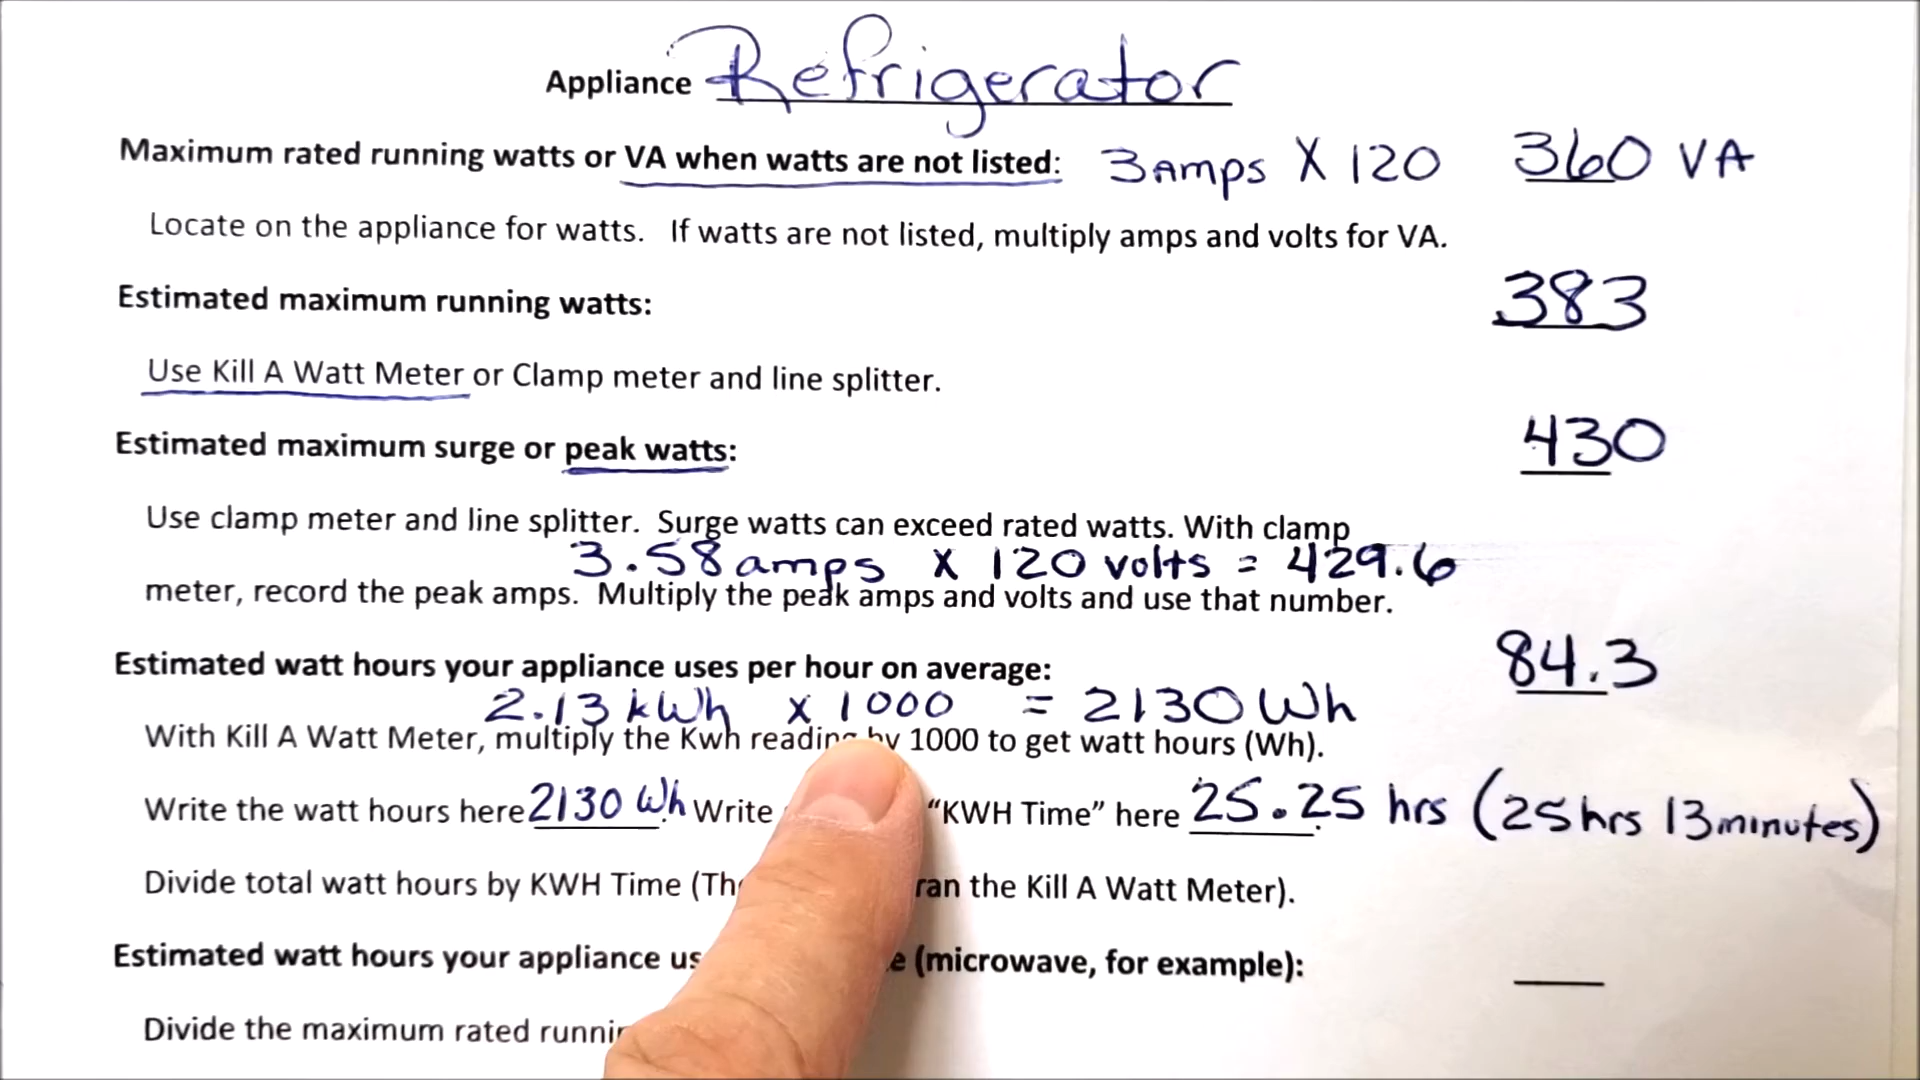 Appliance Refrigerator
Maximum rated running watts or VA when watts are not listed: 3 Amps X 120 360 VA
Locate on the appliance for watts. If watts are not listed, multiply amps and volts for VA.
Estimated maximum running watts: 383
Use Kill A Watt Meter or Clamp meter and line splitter.
Estimated maximum surge or peak watts: 430
Use clamp meter and line splitter. Surge watts can exceed rated watts. With clamp
3.58 amps X 120 volts = 429.6
meter, record the peak amps. Multiply the peak amps and volts and use that number.
Estimated watt hours your appliance uses per hour on average: 84.3
2.13 kWh x 1000 = 2130 Wh
With Kill A Watt Meter, multiply the Kwh reading by 1000 to get watt hours (Wh).
Write the watt hours here 2130 Wh. Write "KWH Time" here 25.25 hrs (25 hrs 13 minutes)
Divide total watt hours by KWH Time ( ran the Kill A Watt Meter).
Estimated watt hours your appliance (microwave, for example):
Divide the maximum rated